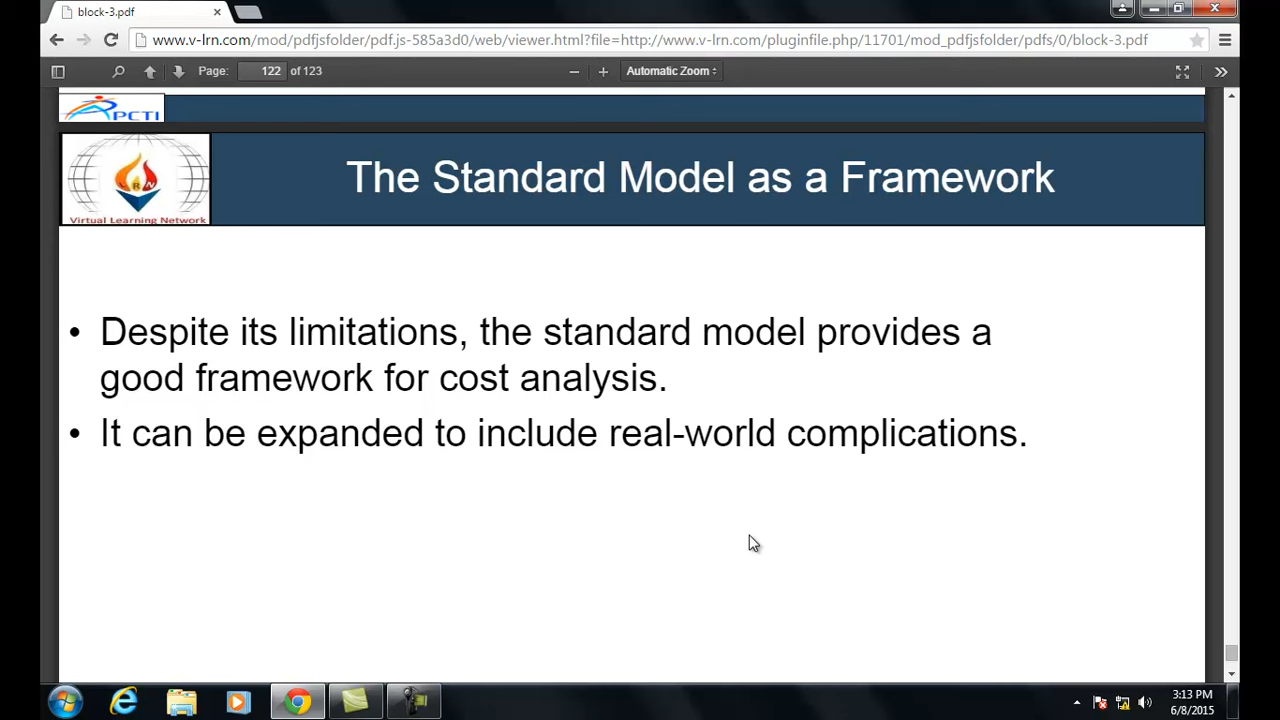 block-3.pdf
www.v-lrn.com/mod/pdfjsfolder/pdf.js-585a3d0/web/viewer.html?file=http://www.v-lrn.com/pluginfile.php/11701/mod_pdfjsfolder/pdfs/0/block-3.pdf
Page: 122 of 123
Automatic Zoom
PCTI
VRN
Virtual Learning Network
The Standard Model as a Framework
• Despite its limitations, the standard model provides a
good framework for cost analysis.
• It can be expanded to include real-world complications.
3:13 PM
6/8/2015